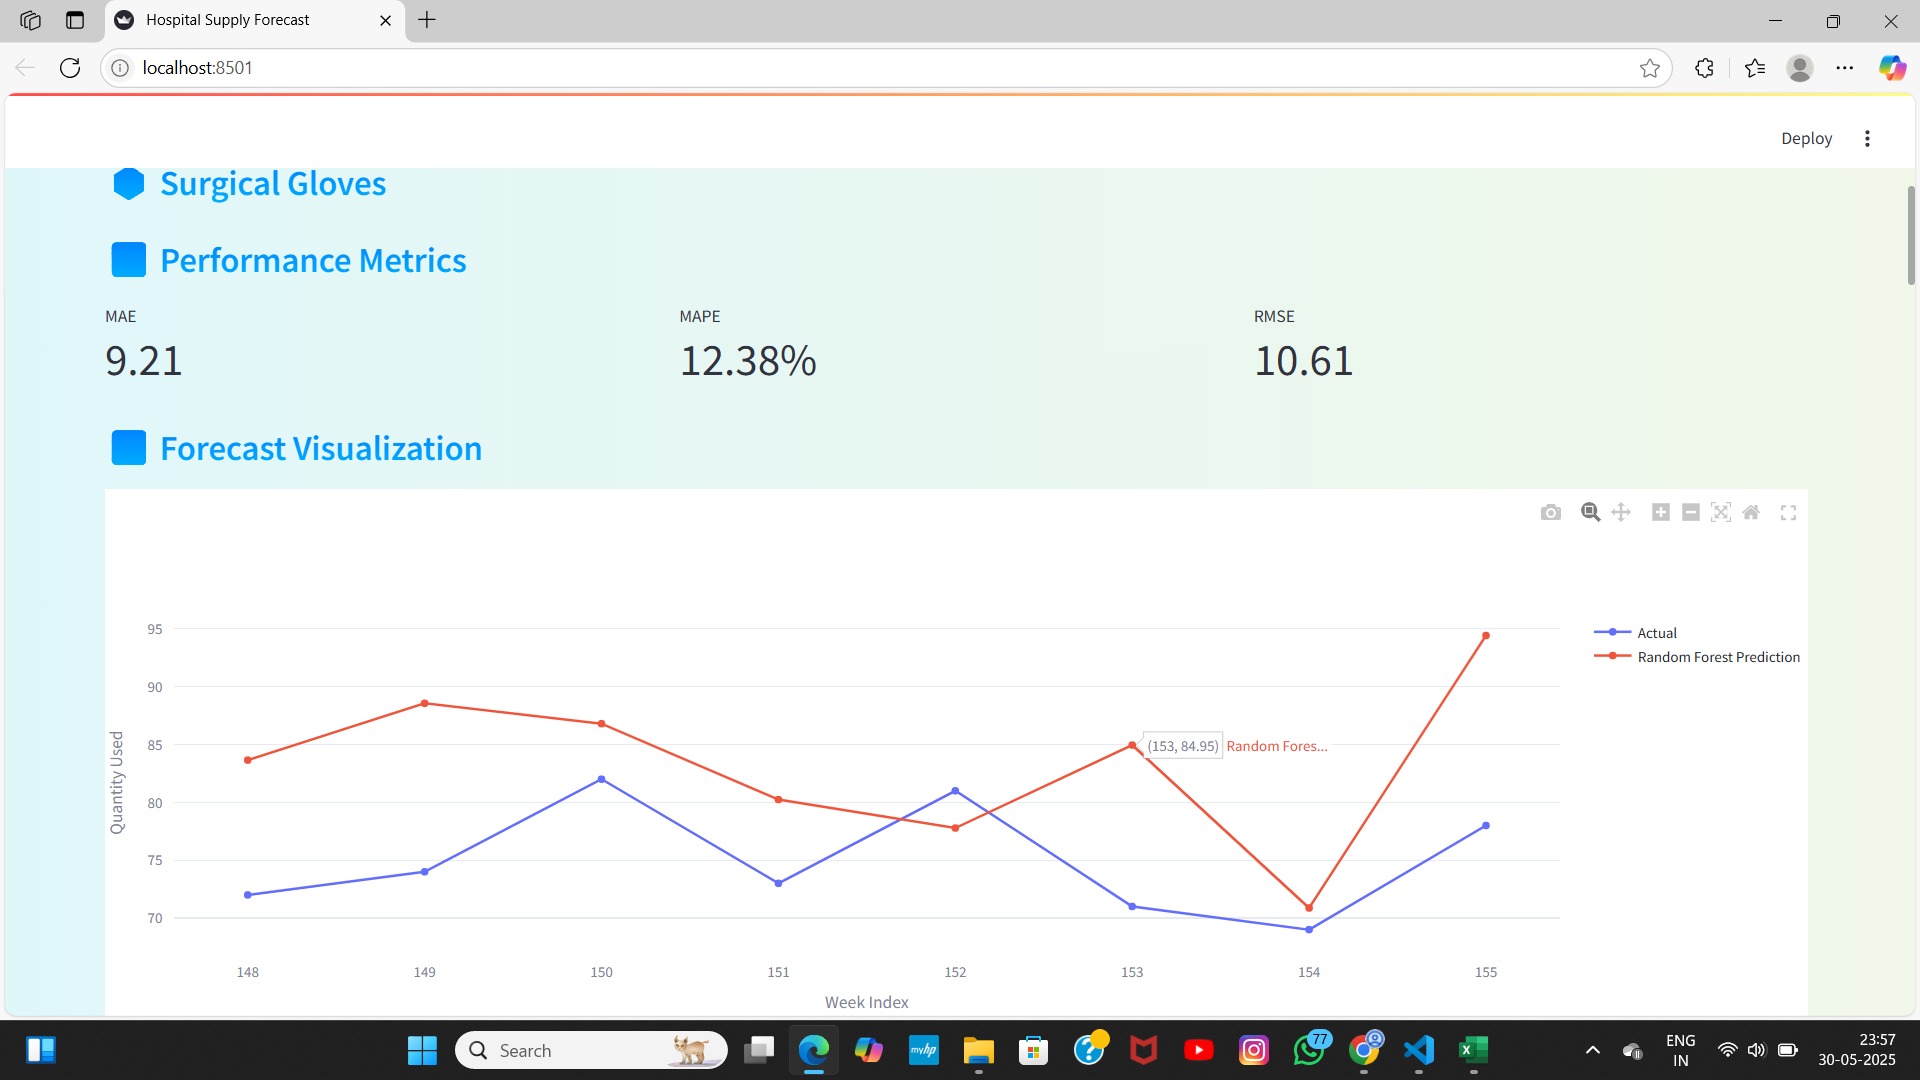 Hospital Supply Forecast
localhost:8501
Deploy
Surgical Gloves
Performance Metrics
MAE
9.21
MAPE
12.38%
RMSE
10.61
Forecast Visualization
95
90
85
80
75
70
Quantity Used
(153, 84.95) Random Fores...
Actual
Random Forest Prediction
148 149 150 151 152 153 154 155
Week Index
Search
myhp
77
ENG
IN
23:57
30-05-2025